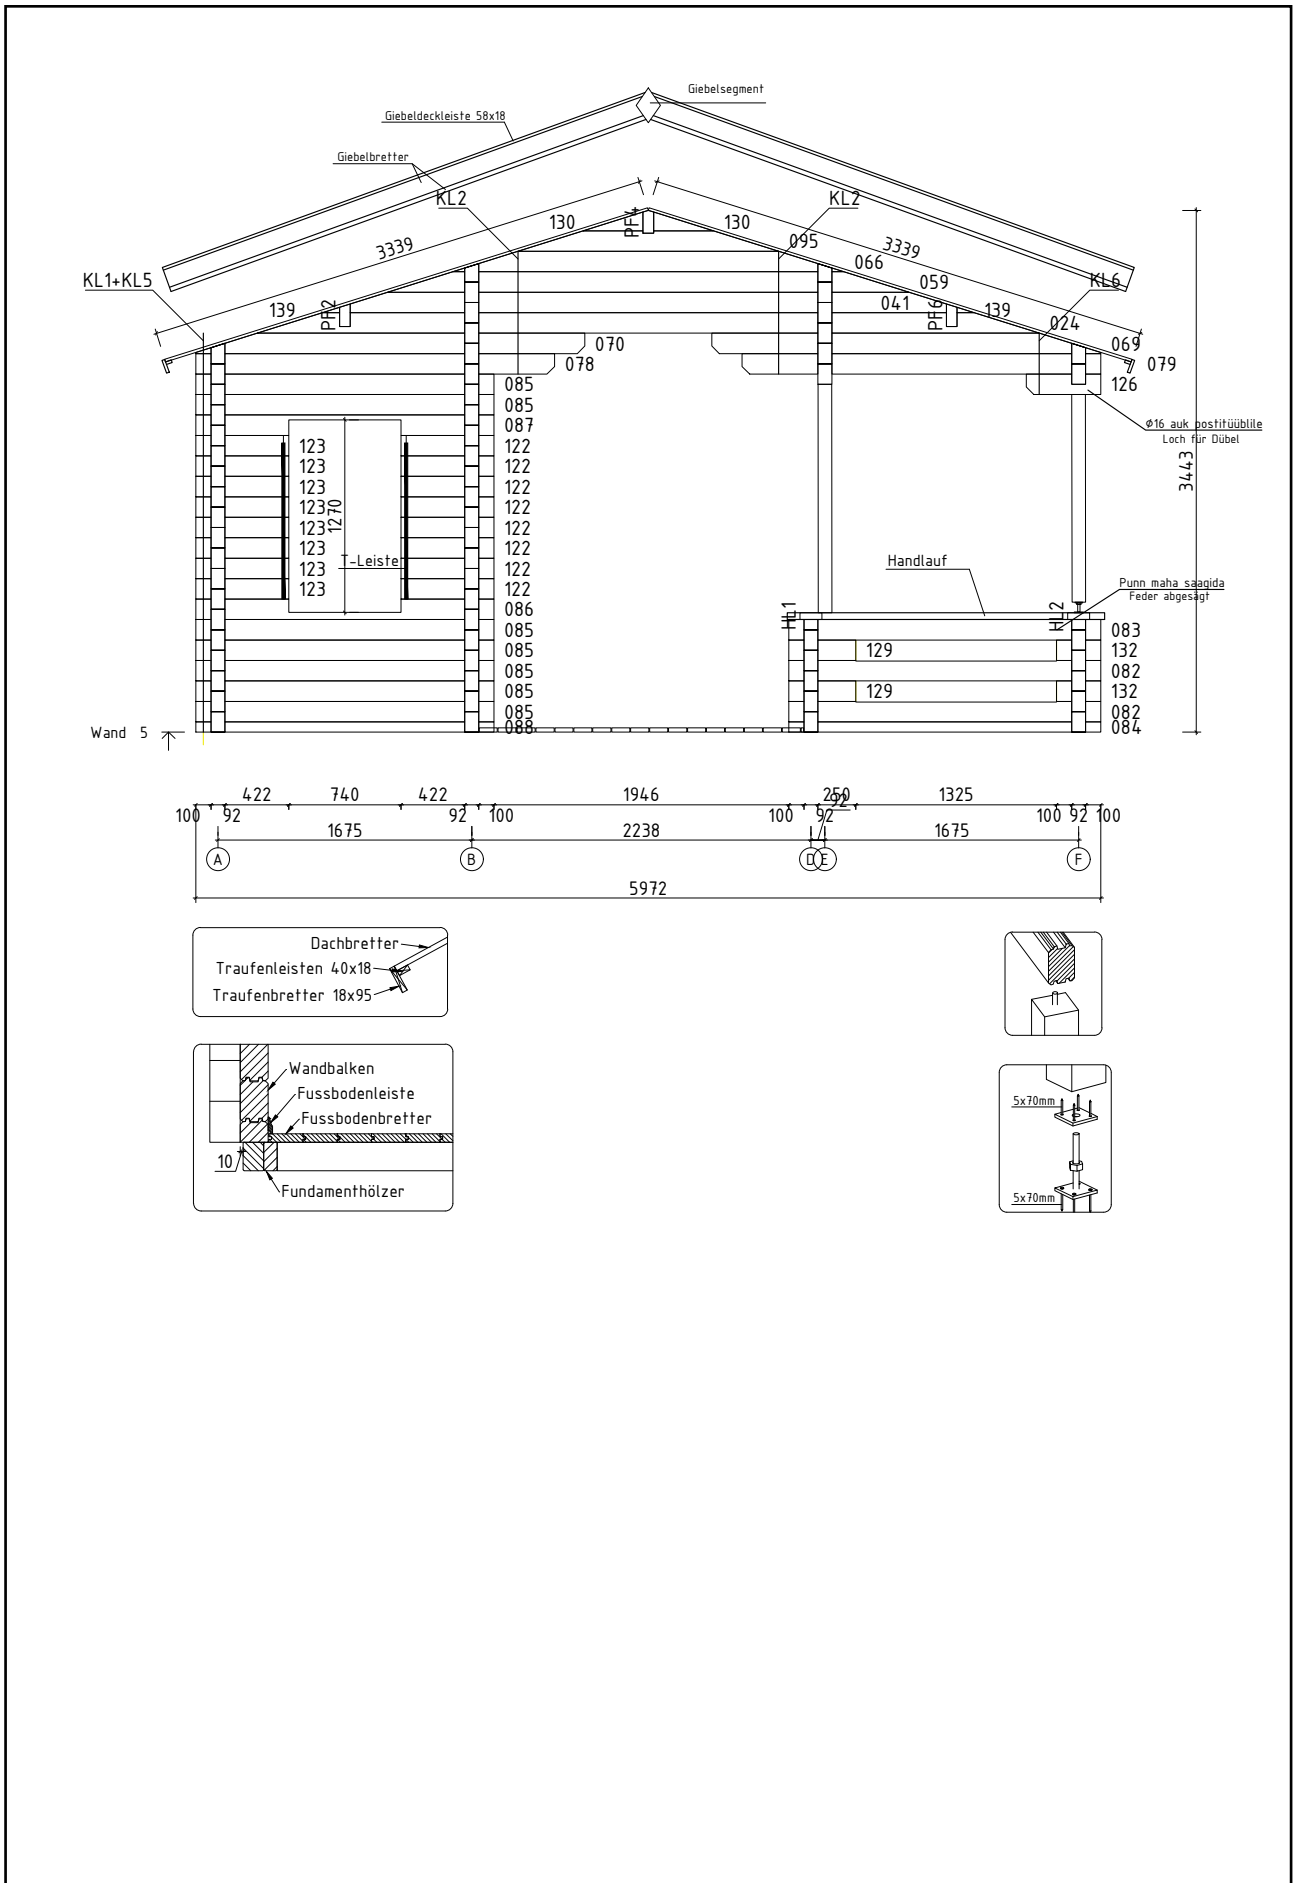 Giebelsegment
Giebeldeckleiste 58x18
Giebelbretter
KL2
KL2
130
PF4
130
095
3339
3339
066
KL1+KL5
059
KL6
139
PF2
041
PF6
139
024
069
070
078
079
126
085
085
087
Ø16 auk postitüüblile
Loch für Dübel
3443
123
122
123
122
123
122
123
122
1270
123
122
123
122
T-Leiste
Handlauf
123
122
123
122
Punn maha saagida
Feder abgesägt
086
HL1
HL2
085
083
085
129
132
085
082
085
129
132
085
082
088
084
Wand 5
422
740
422
1946
250
92
1325
100
92
92
100
100
92
100
92
100
1675
2238
1675
A
B
D
E
F
5972
Dachbretter
Traufenleisten 40x18
Traufenbretter 18x95
Wandbalken
Fussbodenleiste
Fussbodenbretter
10
Fundamenthölzer
5x70mm
5x70mm